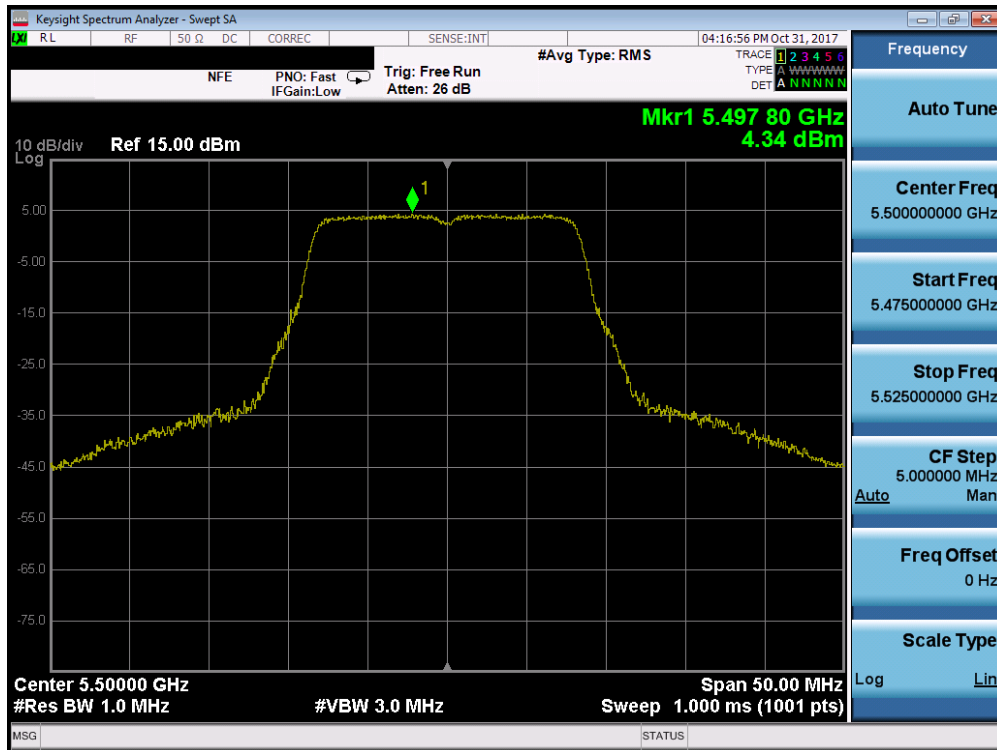 Keysight Spectrum Analyzer - Swept SA
LXI RL RF 50 Ω DC CORREC SENSE:INT 04:16:56 PM Oct 31, 2017
#Avg Type: RMS TRACE 1 2 3 4 5 6
NFE PNO: Fast Trig: Free Run TYPE A WWWWW
IFGain:Low Atten: 26 dB DET A N N N N N
Mkr1 5.497 80 GHz
4.34 dBm
10 dB/div Ref 15.00 dBm
Log
1
5.00
-5.00
-15.0
-25.0
-35.0
-45.0
-55.0
-65.0
-75.0
Center 5.50000 GHz Span 50.00 MHz
#Res BW 1.0 MHz #VBW 3.0 MHz Sweep 1.000 ms (1001 pts)
MSG STATUS
Frequency
Auto Tune
Center Freq
5.500000000 GHz
Start Freq
5.475000000 GHz
Stop Freq
5.525000000 GHz
CF Step
5.000000 MHz
Auto Man
Freq Offset
0 Hz
Scale Type
Log Lin